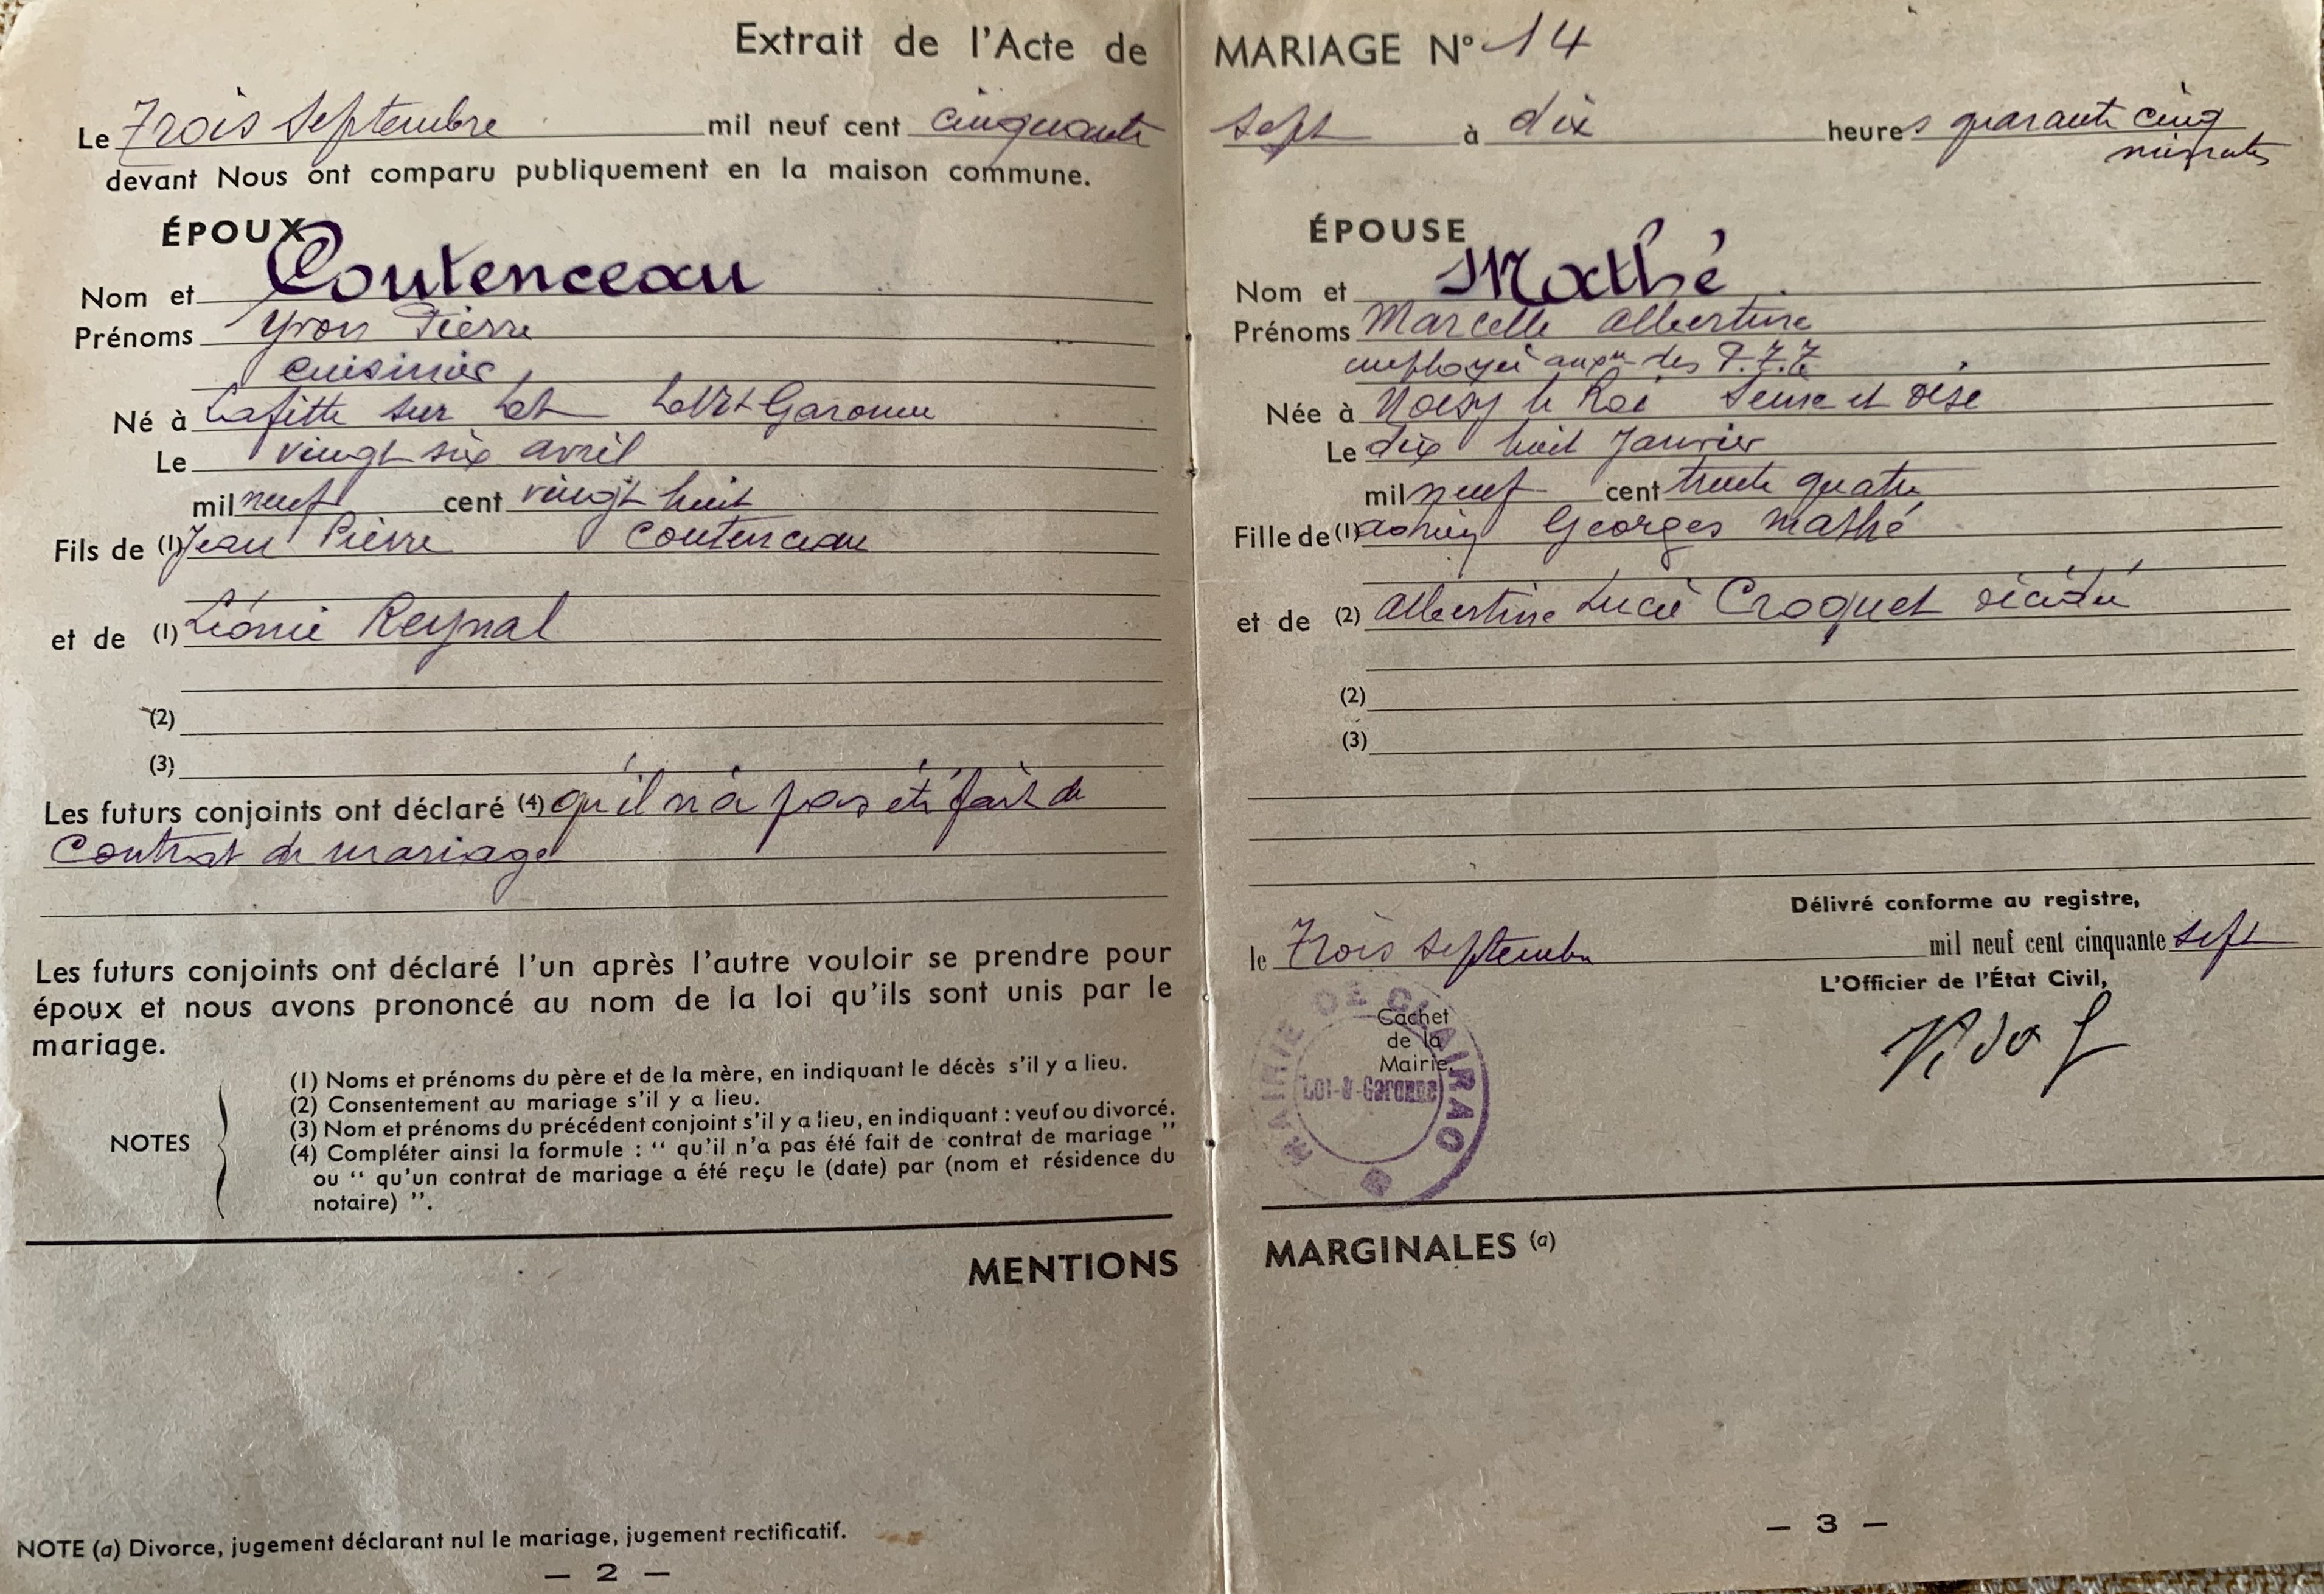 Extrait de l'Acte de MARIAGE N° 14
Le Trois Septembre mil neuf cent cinquante sept à dix heures quarante cinq
minutes
devant Nous ont comparu publiquement en la maison commune.
ÉPOUX
Nom et Coutenceau
Prénoms Yvon Pierre
cuisinier
Né à Lafitte sur Lot Lot et Garonne
Le vingt six avril
mil neuf cent vingt huit
Fils de (1) Jean Pierre Coutenceau
et de (1) Léonie Reynal
(2)
(3)
Les futurs conjoints ont déclaré (4) qu'il n'a pas été fait de
Contrat de mariage
Les futurs conjoints ont déclaré l'un après l'autre vouloir se prendre pour
époux et nous avons prononcé au nom de la loi qu'ils sont unis par le
mariage.
NOTES
(1) Noms et prénoms du père et de la mère, en indiquant le décès s'il y a lieu.
(2) Consentement au mariage s'il y a lieu.
(3) Nom et prénoms du précédent conjoint s'il y a lieu, en indiquant : veuf ou divorcé.
(4) Compléter ainsi la formule : “ qu'il n'a pas été fait de contrat de mariage ”
ou “ qu'un contrat de mariage a été reçu le (date) par (nom et résidence du
notaire) ”.
ÉPOUSE
Nom et Mathé
Prénoms Marcelle Albertine
employée auxre des P.T.T.
Née à Noisy le Roi Seine et Oise
Le dix huit Janvier
mil neuf cent trente quatre
Fille de (1) Georges Mathé
et de (2) Albertine Lucie Croquet décédée
(2)
(3)
Délivré conforme au registre,
le Trois Septembre mil neuf cent cinquante sept
L'Officier de l'État Civil,
Cachet
de la
Mairie
MAIRIE DE CLAIRAC
Lot-&-Garonne
MENTIONS MARGINALES (a)
NOTE (a) Divorce, jugement déclarant nul le mariage, jugement rectificatif.
— 2 —
— 3 —